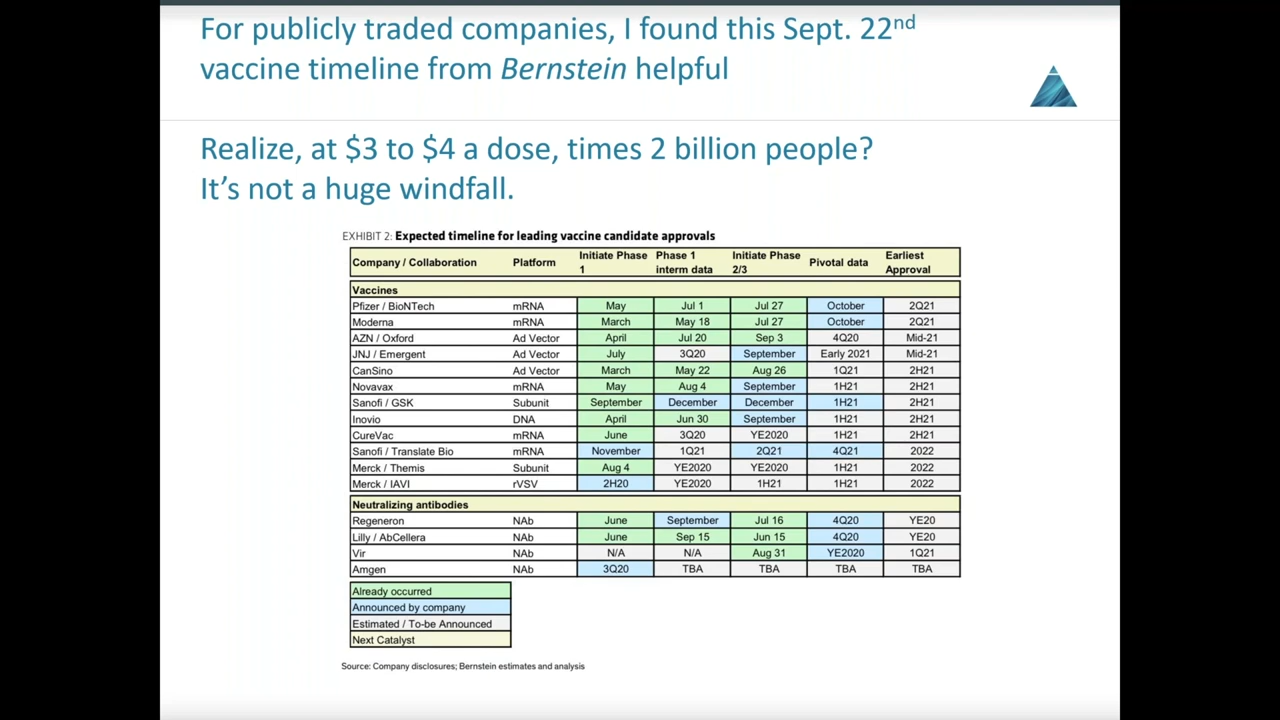 For publicly traded companies, I found this Sept. 22nd
vaccine timeline from Bernstein helpful
Realize, at $3 to $4 a dose, times 2 billion people?
It's not a huge windfall.
EXHIBIT 2: Expected timeline for leading vaccine candidate approvals
Company / Collaboration Platform Initiate Phase 1 Phase 1 interm data Initiate Phase 2/3 Pivotal data Earliest Approval
Vaccines
Pfizer / BioNTech mRNA May Jul 1 Jul 27 October 2Q21
Moderna mRNA March May 18 Jul 27 October 2Q21
AZN / Oxford Ad Vector April Jul 20 Sep 3 4Q20 Mid-21
JNJ / Emergent Ad Vector July 3Q20 September Early 2021 Mid-21
CanSino Ad Vector March May 22 Aug 26 1Q21 2H21
Novavax mRNA May Aug 4 September 1H21 2H21
Sanofi / GSK Subunit September December December 1H21 2H21
Inovio DNA April Jun 30 September 1H21 2H21
CureVac mRNA June 3Q20 YE2020 1H21 2H21
Sanofi / Translate Bio mRNA November 1Q21 2Q21 4Q21 2022
Merck / Themis Subunit Aug 4 YE2020 YE2020 1H21 2022
Merck / IAVI rVSV 2H20 YE2020 1H21 1H21 2022
Neutralizing antibodies
Regeneron NAb June September Jul 16 4Q20 YE20
Lilly / AbCellera NAb June Sep 15 Jun 15 4Q20 YE20
Vir NAb N/A N/A Aug 31 YE2020 1Q21
Amgen NAb 3Q20 TBA TBA TBA TBA
Already occurred
Announced by company
Estimated / To-be Announced
Next Catalyst
Source: Company disclosures; Bernstein estimates and analysis